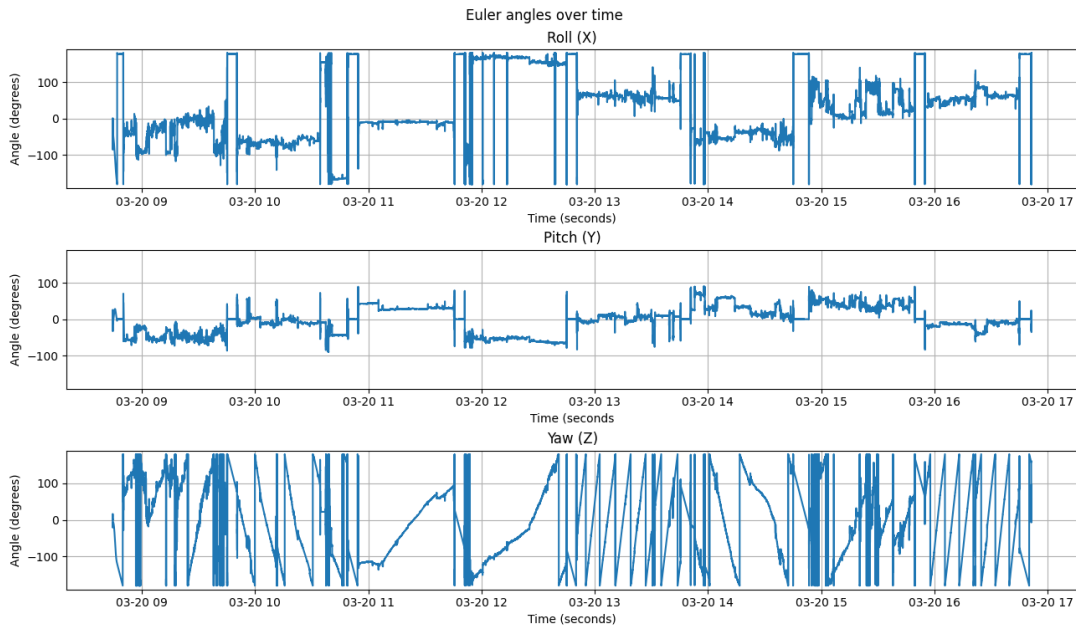 Euler angles over time
Roll (X)
Angle (degrees)
100
0
−100
03-20 09 03-20 10 03-20 11 03-20 12 03-20 13 03-20 14 03-20 15 03-20 16 03-20 17
Time (seconds)
Pitch (Y)
Angle (degrees)
100
0
−100
03-20 09 03-20 10 03-20 11 03-20 12 03-20 13 03-20 14 03-20 15 03-20 16 03-20 17
Time (seconds
Yaw (Z)
Angle (degrees)
100
0
−100
03-20 09 03-20 10 03-20 11 03-20 12 03-20 13 03-20 14 03-20 15 03-20 16 03-20 17
Time (seconds)